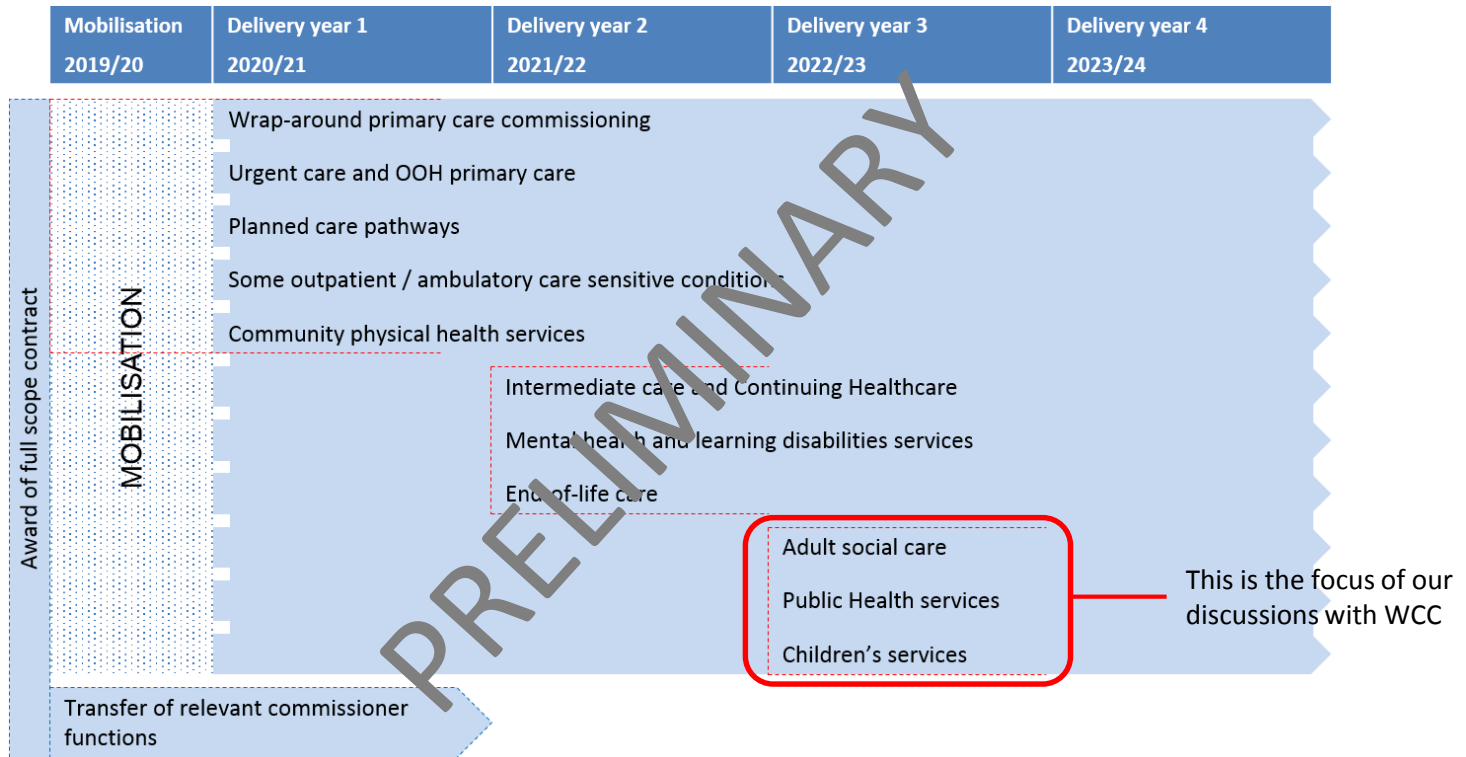 Mobilisation
2019/20
Delivery year 1
2020/21
Delivery year 2
2021/22
Delivery year 3
2022/23
Delivery year 4
2023/24
Award of full scope contract
MOBILISATION
Wrap-around primary care commissioning
Urgent care and OOH primary care
Planned care pathways
Some outpatient / ambulatory care sensitive conditions
Community physical health services
Intermediate care and Continuing Healthcare
Mental health and learning disabilities services
End-of-life care
Adult social care
Public Health services
Children’s services
This is the focus of our
discussions with WCC
Transfer of relevant commissioner
functions
PRELIMINARY